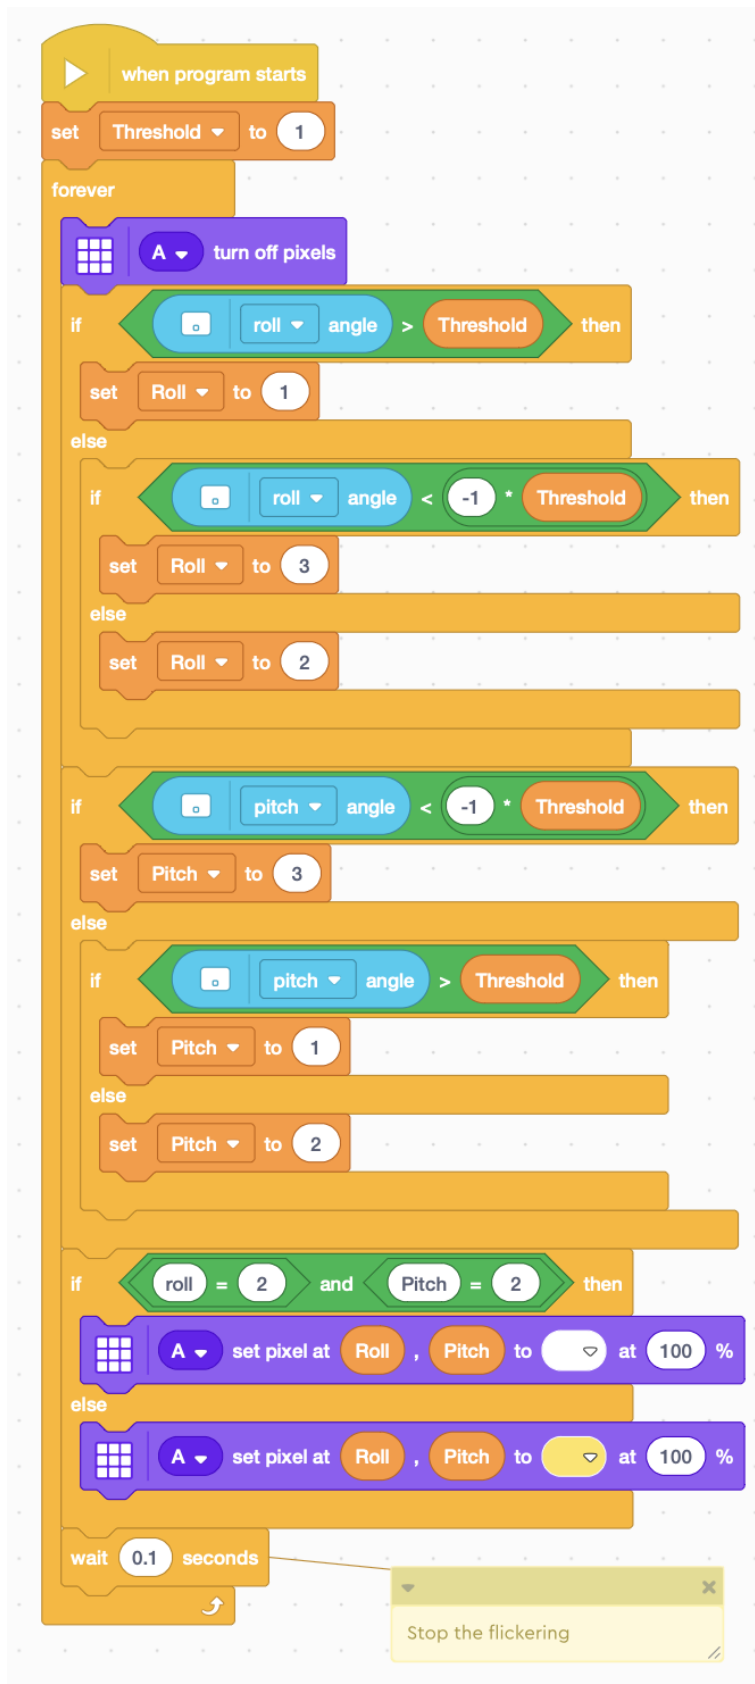 when program starts
set Threshold to 1
forever
A turn off pixels
if roll angle > Threshold then
set Roll to 1
else
if roll angle < -1 * Threshold then
set Roll to 3
else
set Roll to 2
if pitch angle < -1 * Threshold then
set Pitch to 3
else
if pitch angle > Threshold then
set Pitch to 1
else
set Pitch to 2
if roll = 2 and Pitch = 2 then
A set pixel at Roll , Pitch to at 100 %
else
A set pixel at Roll , Pitch to at 100 %
wait 0.1 seconds
Stop the flickering